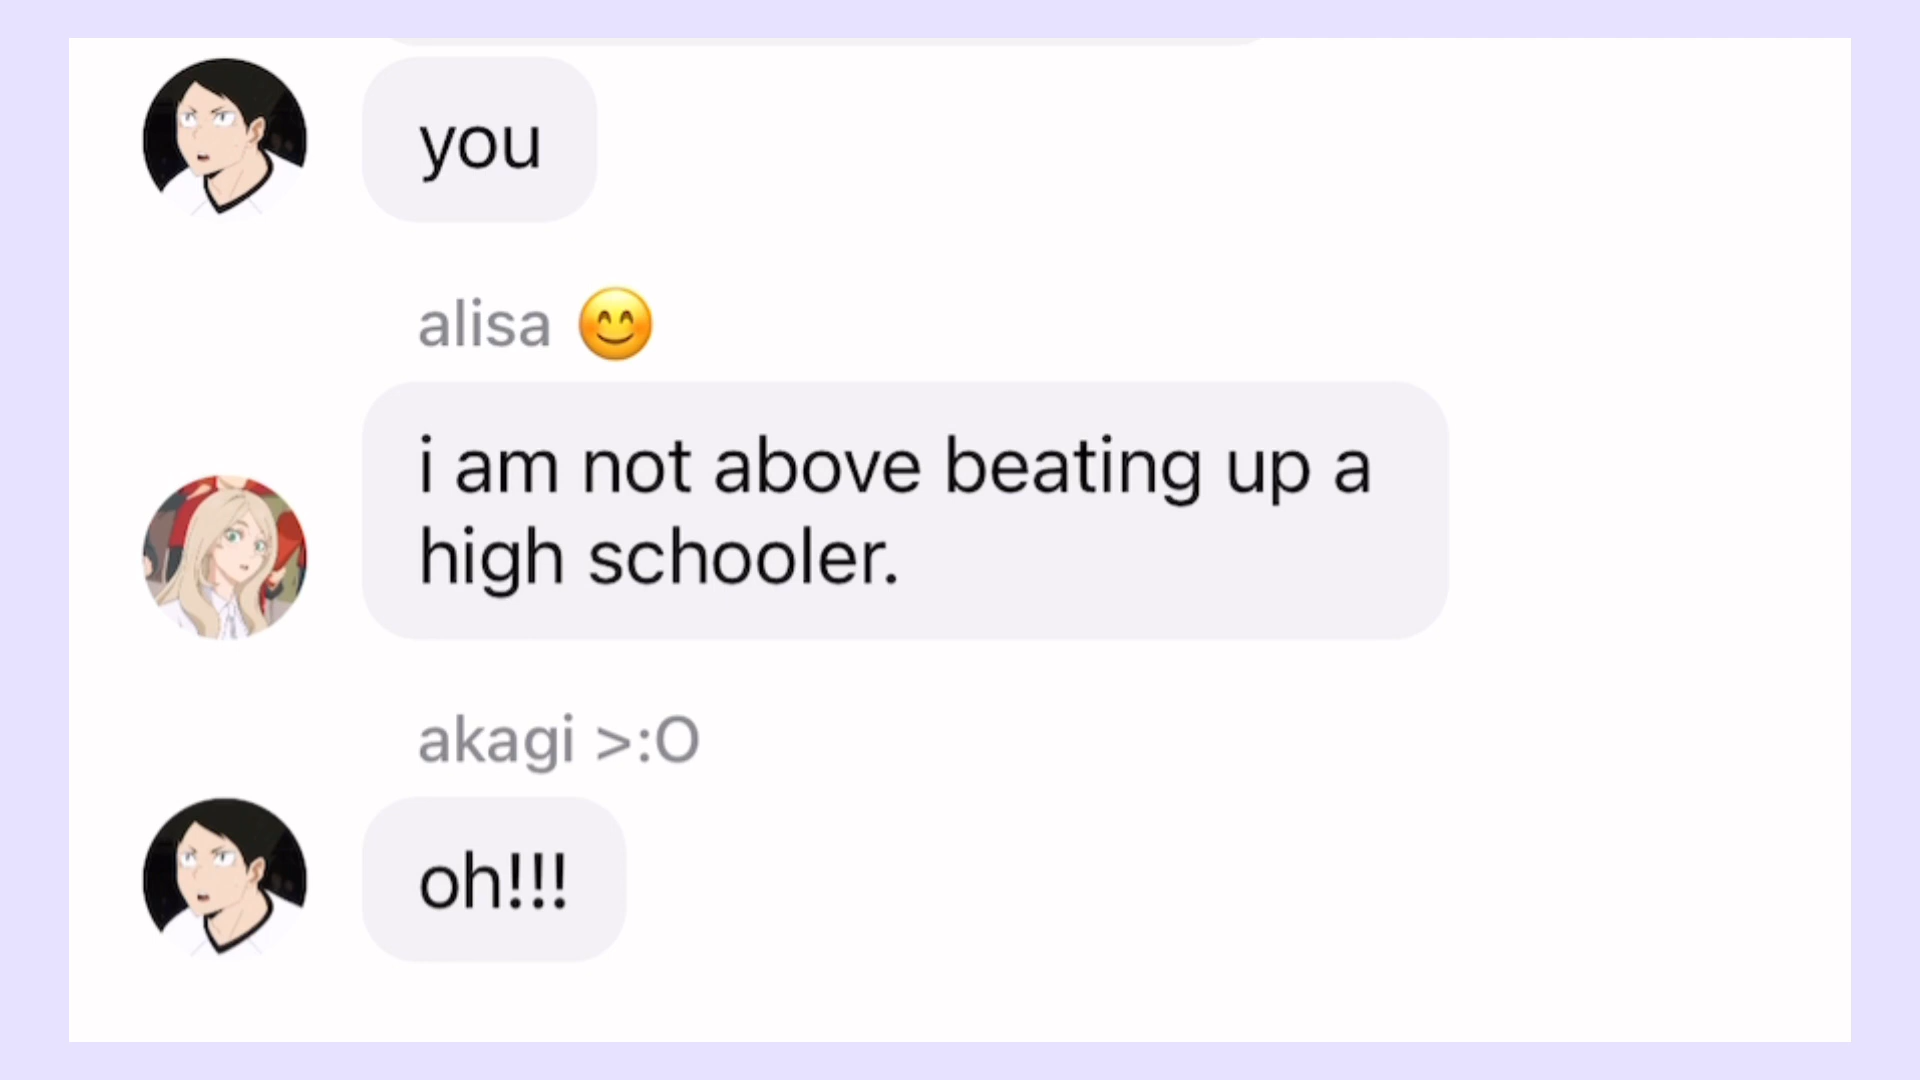 you
alisa 😊
i am not above beating up a
high schooler.
akagi >:O
oh!!!